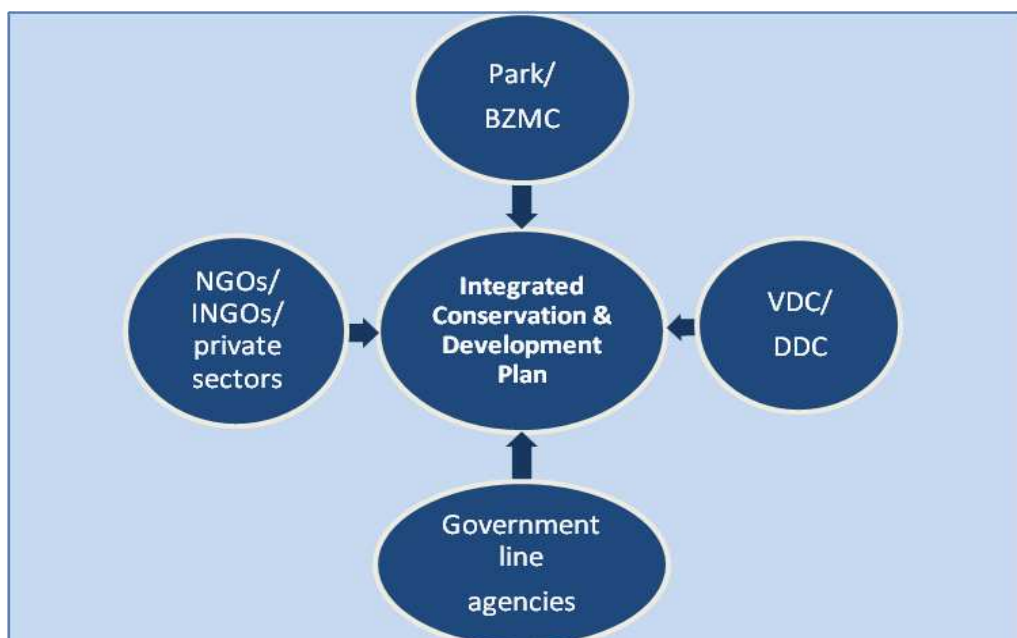 Park/
BZMC
NGOs/
INGOs/
private
sectors
Integrated
Conservation &
Development
Plan
VDC/
DDC
Government
line
agencies